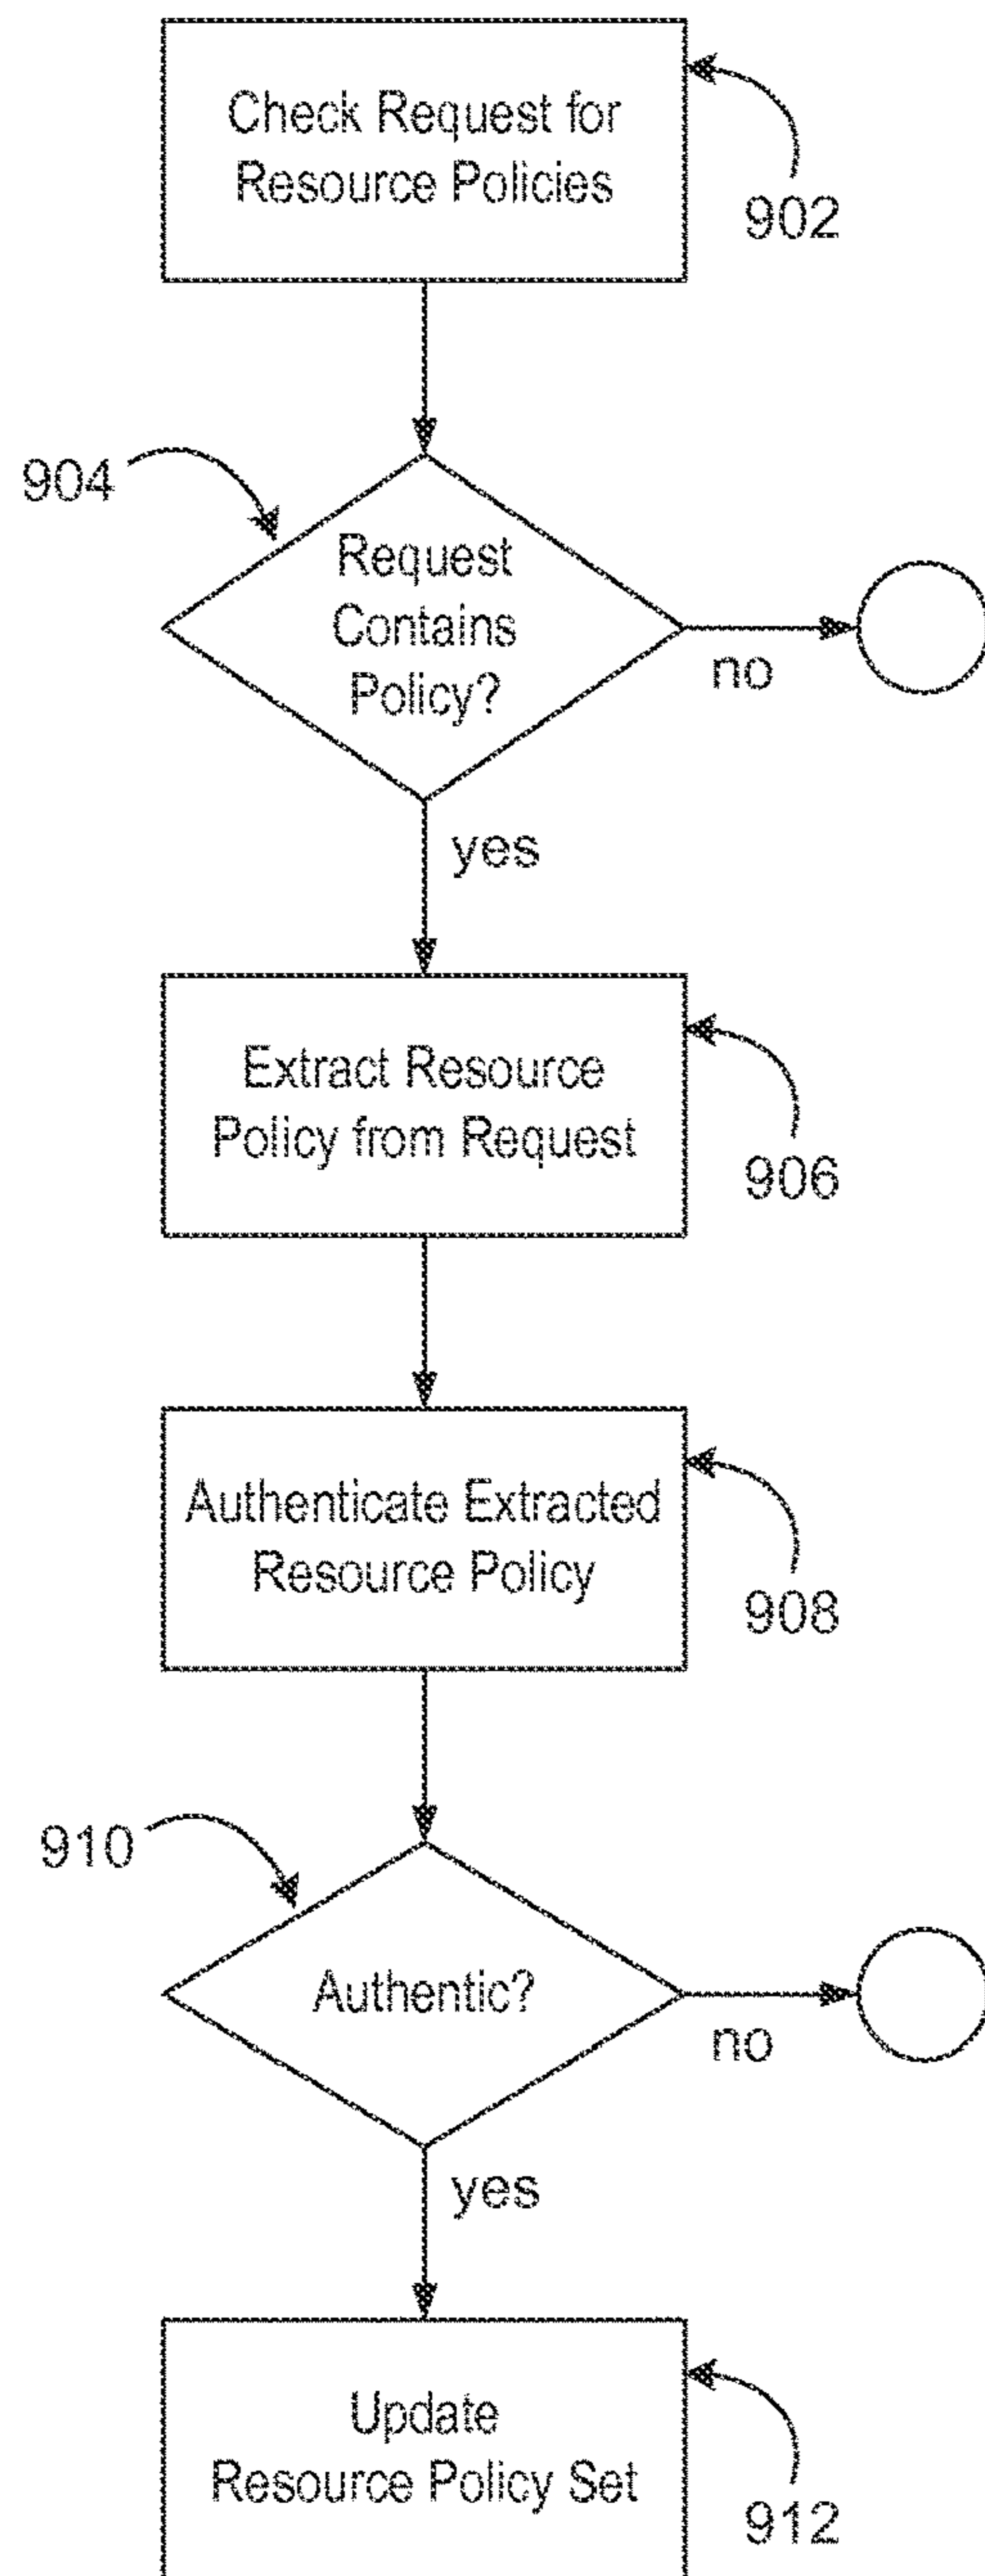 Check Request for
Resource Policies
902
904
Request
Contains
Policy?
no
yes
Extract Resource
Policy from Request
906
Authenticate Extracted
Resource Policy
908
910
Authentic?
no
yes
Update
Resource Policy Set
912